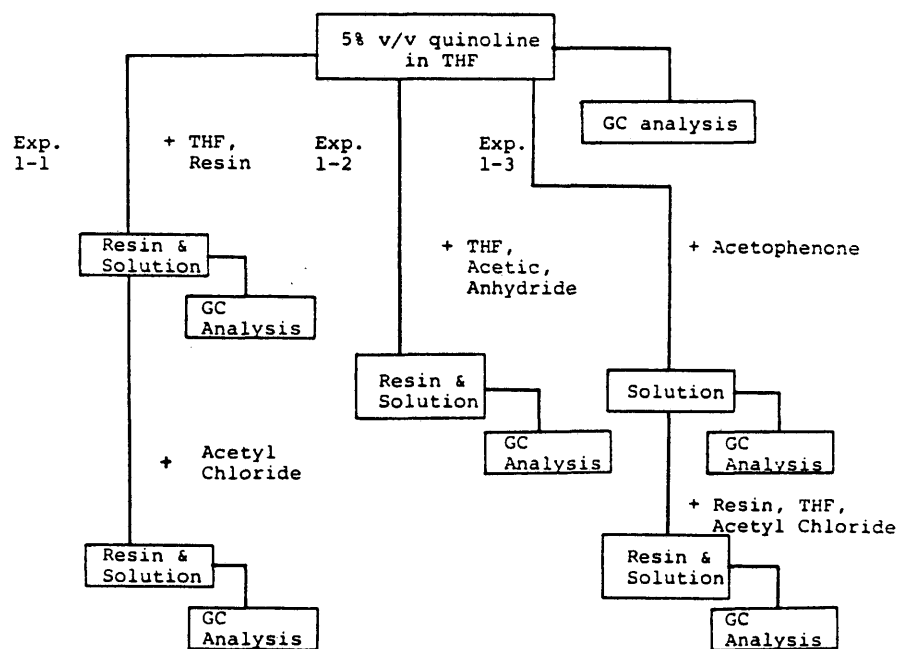 5% v/v quinoline
in THF
GC analysis
Exp.
1-1
+ THF,
Resin
Exp.
1-2
Exp.
1-3
Resin &
Solution
GC
Analysis
+ THF,
Acetic,
Anhydride
+ Acetophenone
Resin &
Solution
GC
Analysis
Solution
GC
Analysis
+ Acetyl
Chloride
+ Resin, THF,
Acetyl Chloride
Resin &
Solution
GC
Analysis
Resin &
Solution
GC
Analysis